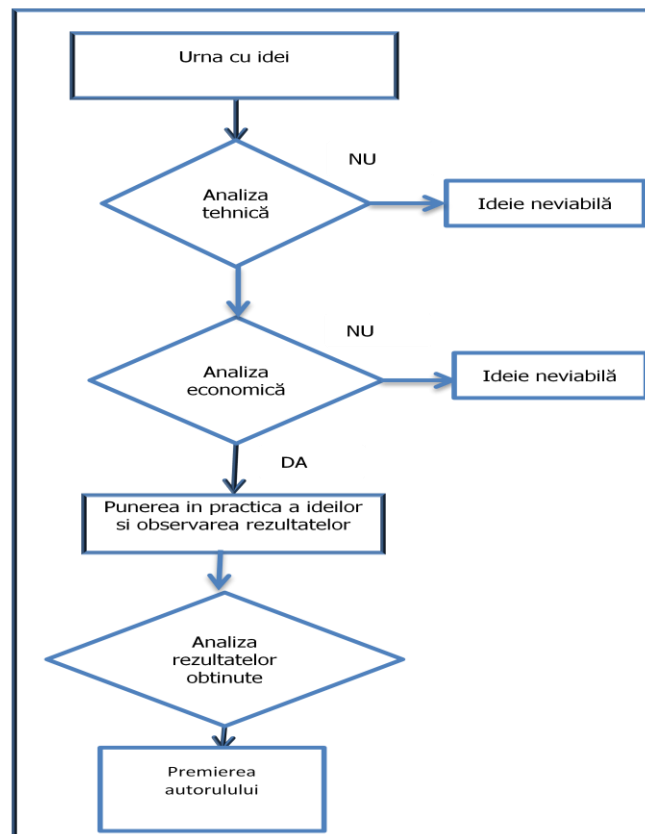 Urna cu idei
NU
Analiza
tehnică
Ideie neviabilă
NU
Analiza
economică
Ideie neviabilă
DA
Punerea in practica a ideilor
si observarea rezultatelor
Analiza
rezultatelor
obtinute
Premierea
autorulului